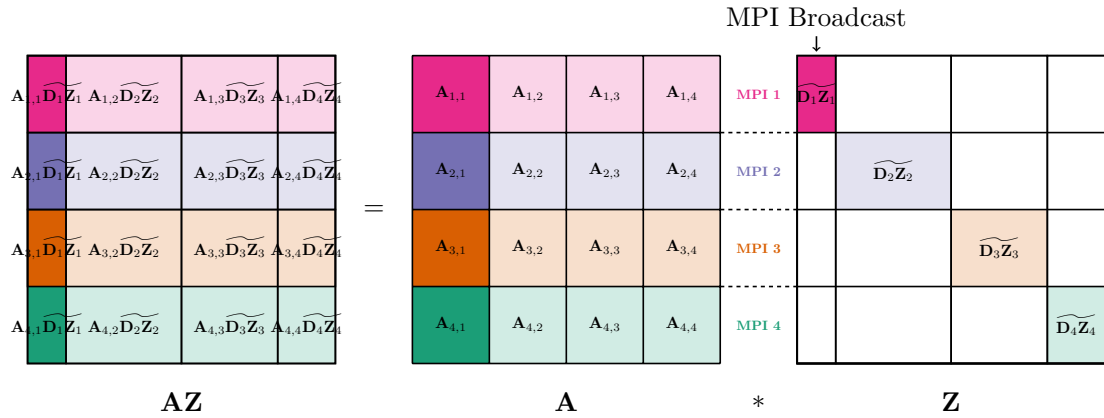 MPI Broadcast
↓
A₁,₁D̃₁Z₁ A₁,₂D̃₂Z₂ A₁,₃D̃₃Z₃ A₁,₄D̃₄Z₄ A₁,₁ A₁,₂ A₁,₃ A₁,₄ MPI 1 D̃₁Z₁
A₂,₁D̃₁Z₁ A₂,₂D̃₂Z₂ A₂,₃D̃₃Z₃ A₂,₄D̃₄Z₄ A₂,₁ A₂,₂ A₂,₃ A₂,₄ MPI 2 D̃₂Z₂
=
A₃,₁D̃₁Z₁ A₃,₂D̃₂Z₂ A₃,₃D̃₃Z₃ A₃,₄D̃₄Z₄ A₃,₁ A₃,₂ A₃,₃ A₃,₄ MPI 3 D̃₃Z₃
A₄,₁D̃₁Z₁ A₄,₂D̃₂Z₂ A₄,₃D̃₃Z₃ A₄,₄D̃₄Z₄ A₄,₁ A₄,₂ A₄,₃ A₄,₄ MPI 4 D̃₄Z₄
AZ A * Z